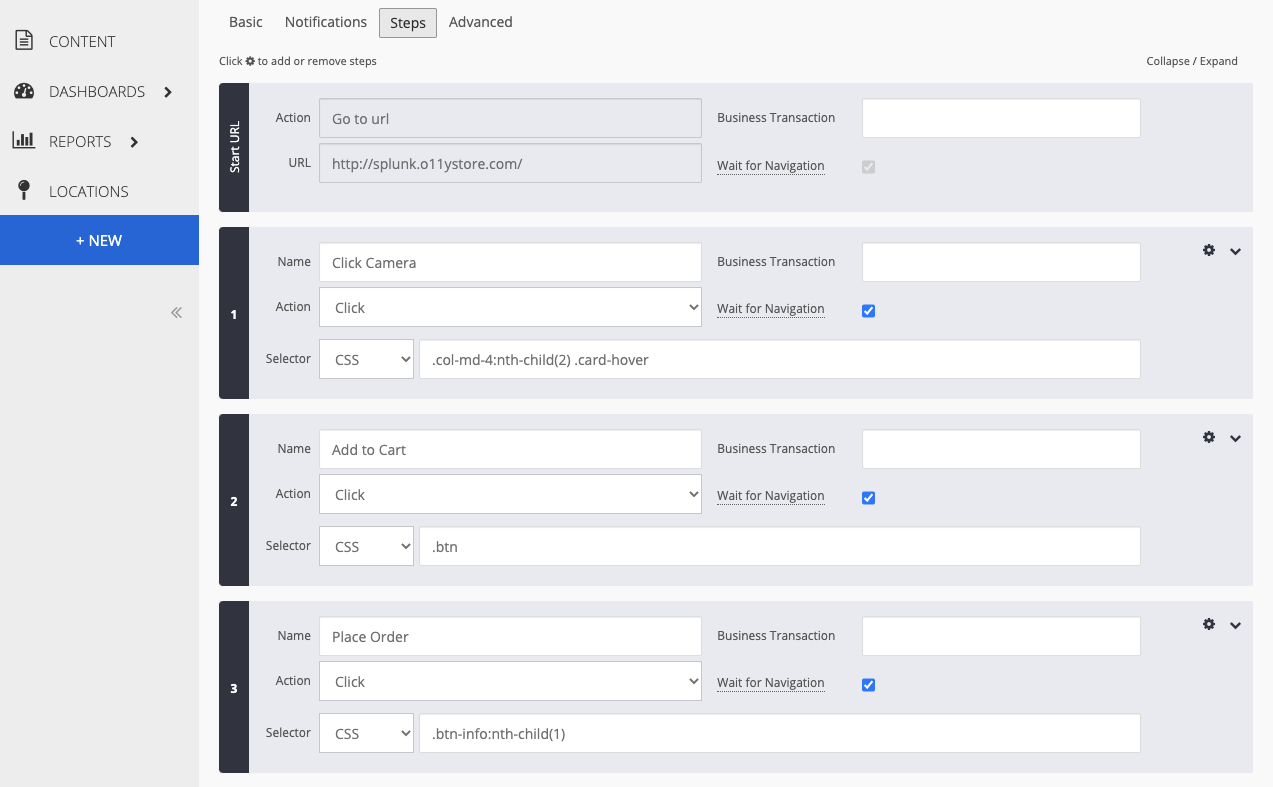 CONTENT
DASHBOARDS
REPORTS
LOCATIONS
+ NEW
Basic Notifications Steps Advanced
Click to add or remove steps
Collapse / Expand
Start URL
Action Go to url Business Transaction
URL http://splunk.o11ystore.com/ Wait for Navigation
1
Name Click Camera Business Transaction
Action Click Wait for Navigation
Selector CSS .col-md-4:nth-child(2) .card-hover
2
Name Add to Cart Business Transaction
Action Click Wait for Navigation
Selector CSS .btn
3
Name Place Order Business Transaction
Action Click Wait for Navigation
Selector CSS .btn-info:nth-child(1)